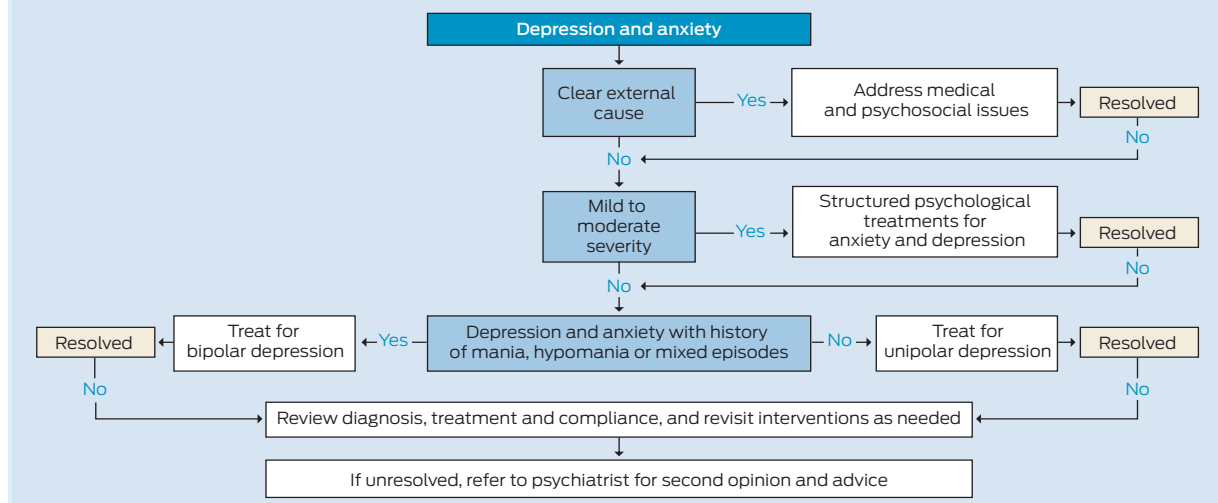 Depression and anxiety
Clear external
cause
Yes
Address medical
and psychosocial issues
Resolved
No
No
Mild to
moderate
severity
Yes
Structured psychological
treatments for
anxiety and depression
Resolved
No
No
Resolved
Treat for
bipolar depression
Yes
Depression and anxiety with history
of mania, hypomania or mixed episodes
No
Treat for
unipolar depression
Resolved
No
No
Review diagnosis, treatment and compliance, and revisit interventions as needed
If unresolved, refer to psychiatrist for second opinion and advice